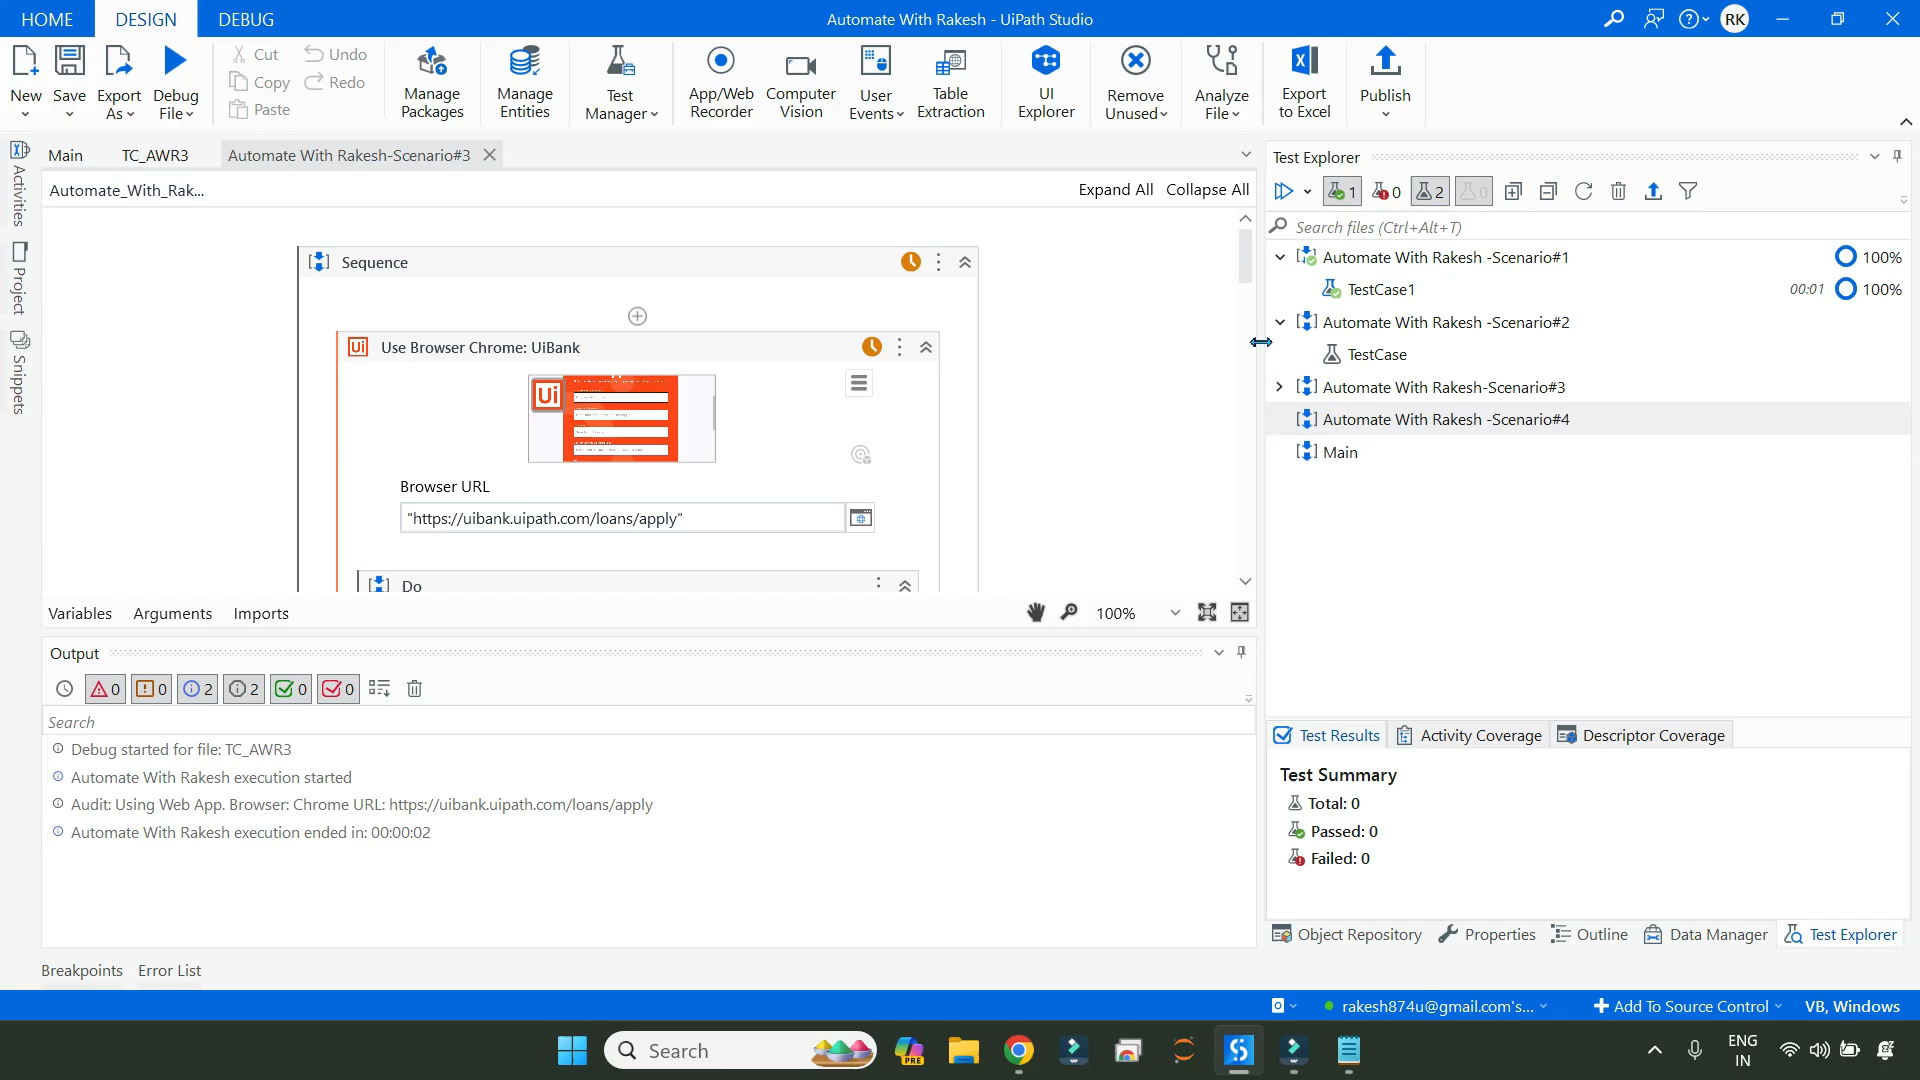 HOME DESIGN DEBUG Automate With Rakesh - UiPath Studio RK
New Save Export As Debug File Cut Copy Paste Undo Redo Manage Packages Manage Entities Test Manager App/Web Recorder Computer Vision User Events Table Extraction UI Explorer Remove Unused Analyze File Export to Excel Publish
Activities
Project
Snippets
Main TC_AWR3 Automate With Rakesh-Scenario#3
Automate_With_Rak... Expand All Collapse All
Sequence
Use Browser Chrome: UiBank
Ui
Browser URL
"https://uibank.uipath.com/loans/apply"
Do
Variables Arguments Imports 100%
Output
0 0 2 2 0 0
Search
Debug started for file: TC_AWR3
Automate With Rakesh execution started
Audit: Using Web App. Browser: Chrome URL: https://uibank.uipath.com/loans/apply
Automate With Rakesh execution ended in: 00:00:02
Breakpoints Error List
Test Explorer
1 0 2 0
Search files (Ctrl+Alt+T)
Automate With Rakesh -Scenario#1 100%
TestCase1 00:01 100%
Automate With Rakesh -Scenario#2
TestCase
Automate With Rakesh-Scenario#3
Automate With Rakesh -Scenario#4
Main
Test Results Activity Coverage Descriptor Coverage
Test Summary
Total: 0
Passed: 0
Failed: 0
Object Repository Properties Outline Data Manager Test Explorer
rakesh874u@gmail.com's... Add To Source Control VB, Windows
Search PRE ENG
IN